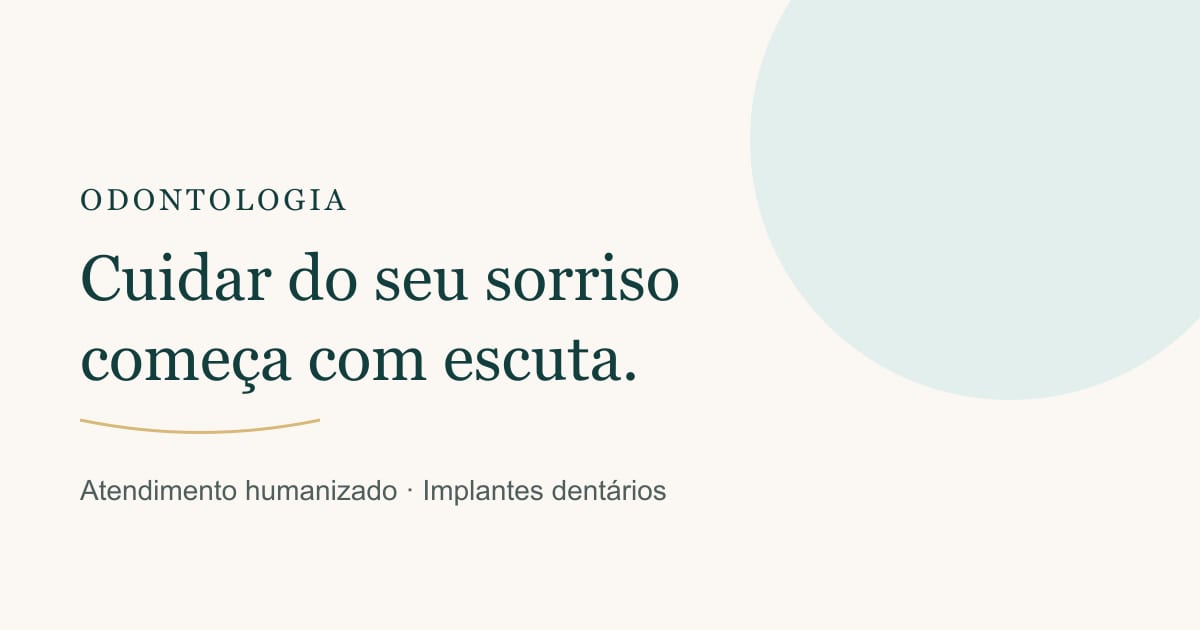 ODONTOLOGIA
Cuidar do seu sorriso
começa com escuta.
Atendimento humanizado · Implantes dentários